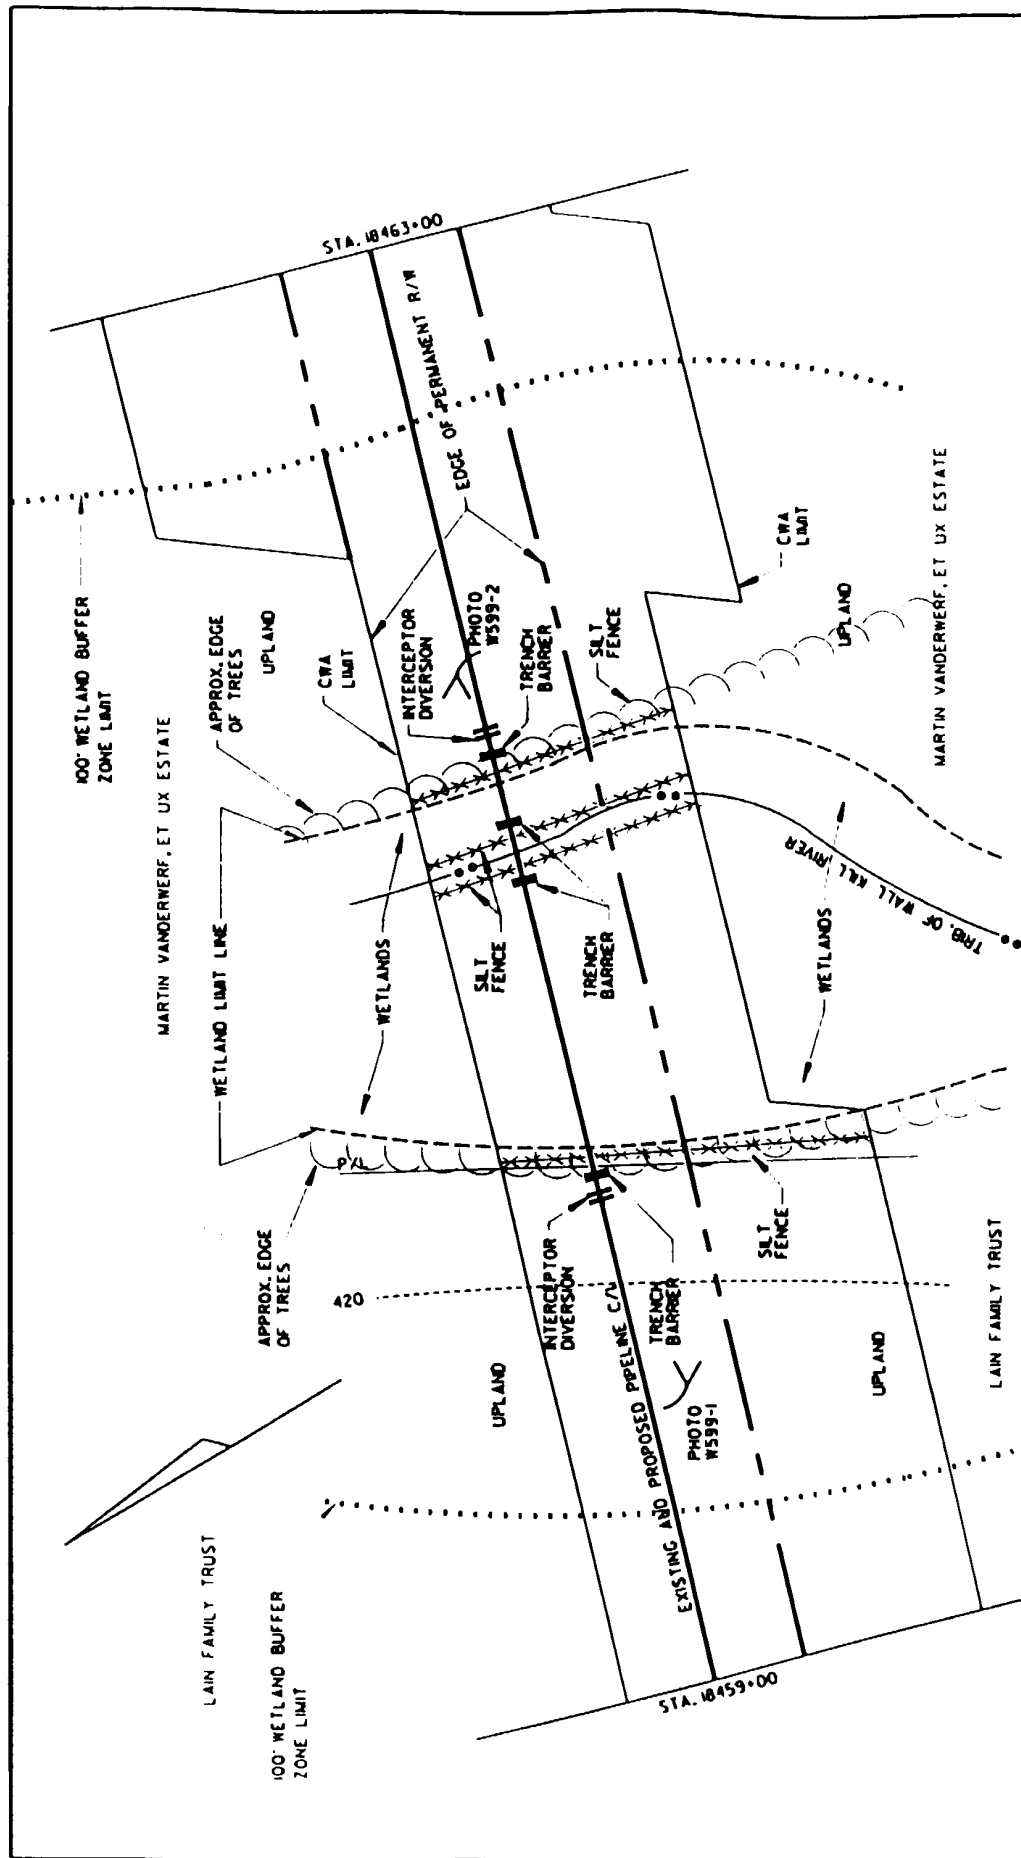 LAIN FAMILY TRUST
100' WETLAND BUFFER
ZONE LIMIT
APPROX. EDGE
OF TREES
420
P/L
WETLAND LIMIT LINE
MARTIN VANDERWERF, ET UX ESTATE
100' WETLAND BUFFER
ZONE LIMIT
APPROX. EDGE
OF TREES
UPLAND
CWA
LIMIT
WETLANDS
STA. 18463+00
EDGE OF PERMANENT R/W
INTERCEPTOR
DIVERSION
PHOTO
W599-2
TRENCH
BARRIER
SILT
FENCE
SILT
FENCE
TRENCH
BARRIER
UPLAND
INTERCEPTOR
DIVERSION
TRENCH
BARRIER
EXISTING AND PROPOSED PIPELINE C/L
PHOTO
W599-1
STA. 18459+00
SILT
FENCE
UPLAND
LAIN FAMILY TRUST
WETLANDS
TRIB. OF WALL KILL RIVER
UPLAND
CWA
LIMIT
MARTIN VANDERWERF, ET UX ESTATE